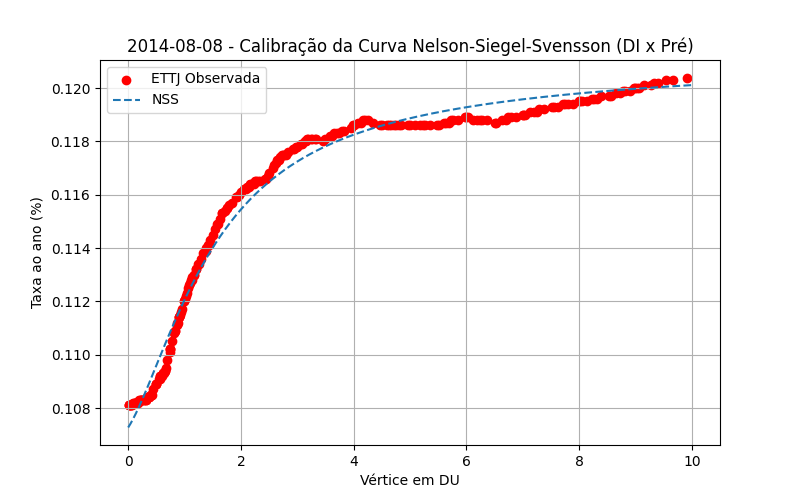 2014-08-08 - Calibração da Curva Nelson-Siegel-Svensson (DI x Pré)
ETTJ Observada
NSS
Taxa ao ano (%)
0.120
0.118
0.116
0.114
0.112
0.110
0.108
0 2 4 6 8 10
Vértice em DU